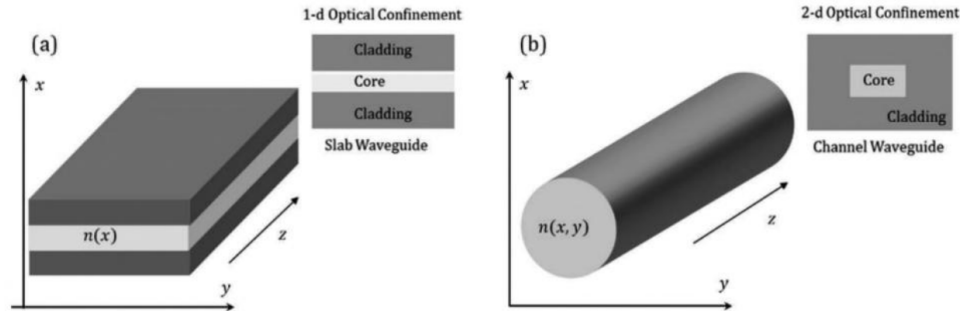 1-d Optical Confinement
(a)
Cladding
x
Core
Cladding
Slab Waveguide
n(x)
z
y
2-d Optical Confinement
(b)
x
Core
Cladding
Channel Waveguide
n(x, y)
z
y